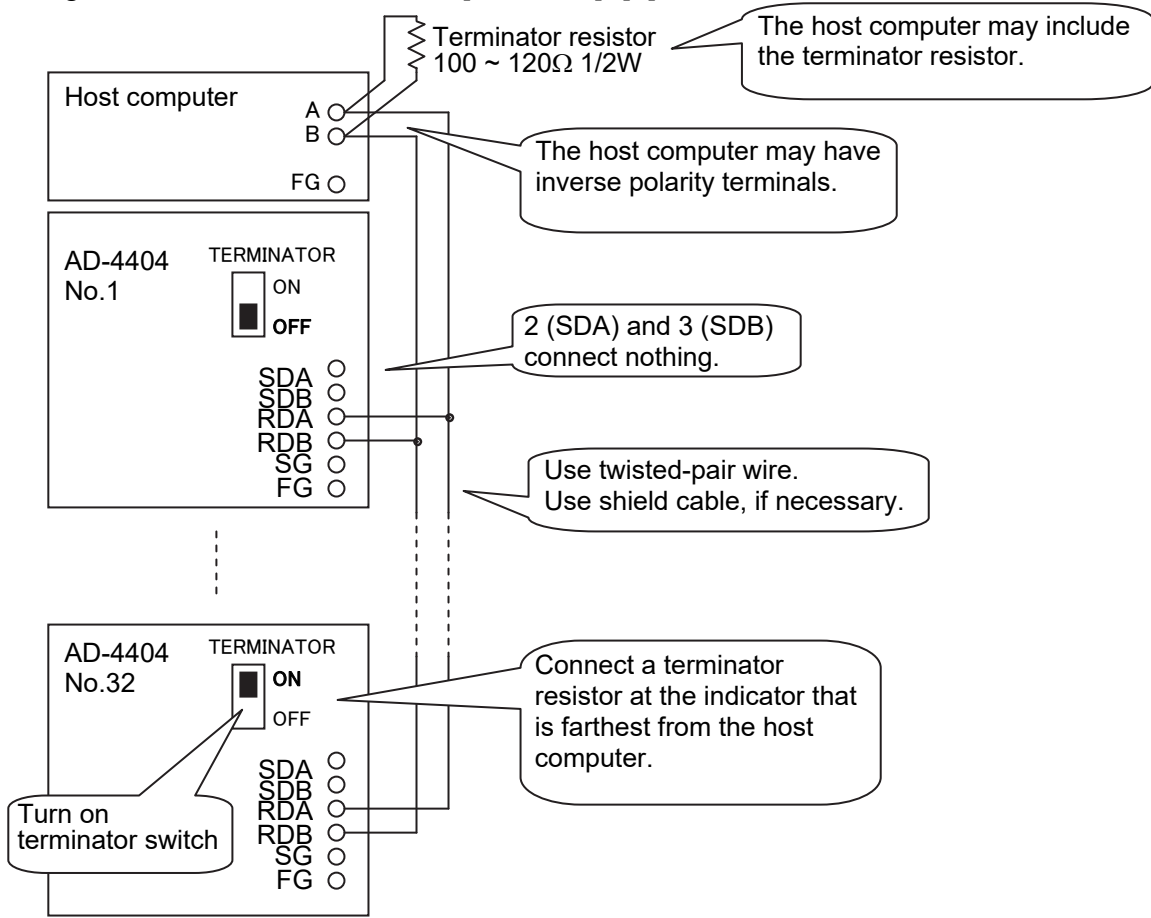 Terminator resistor
100 ~ 120Ω 1/2W
The host computer may include
the terminator resistor.
Host computer
A
B
FG
The host computer may have
inverse polarity terminals.
AD-4404
No.1
TERMINATOR
ON
OFF
2 (SDA) and 3 (SDB)
connect nothing.
SDA
SDB
RDA
RDB
SG
FG
Use twisted-pair wire.
Use shield cable, if necessary.
AD-4404
No.32
TERMINATOR
ON
OFF
Connect a terminator
resistor at the indicator that
is farthest from the host
computer.
SDA
SDB
RDA
RDB
SG
FG
Turn on
terminator switch